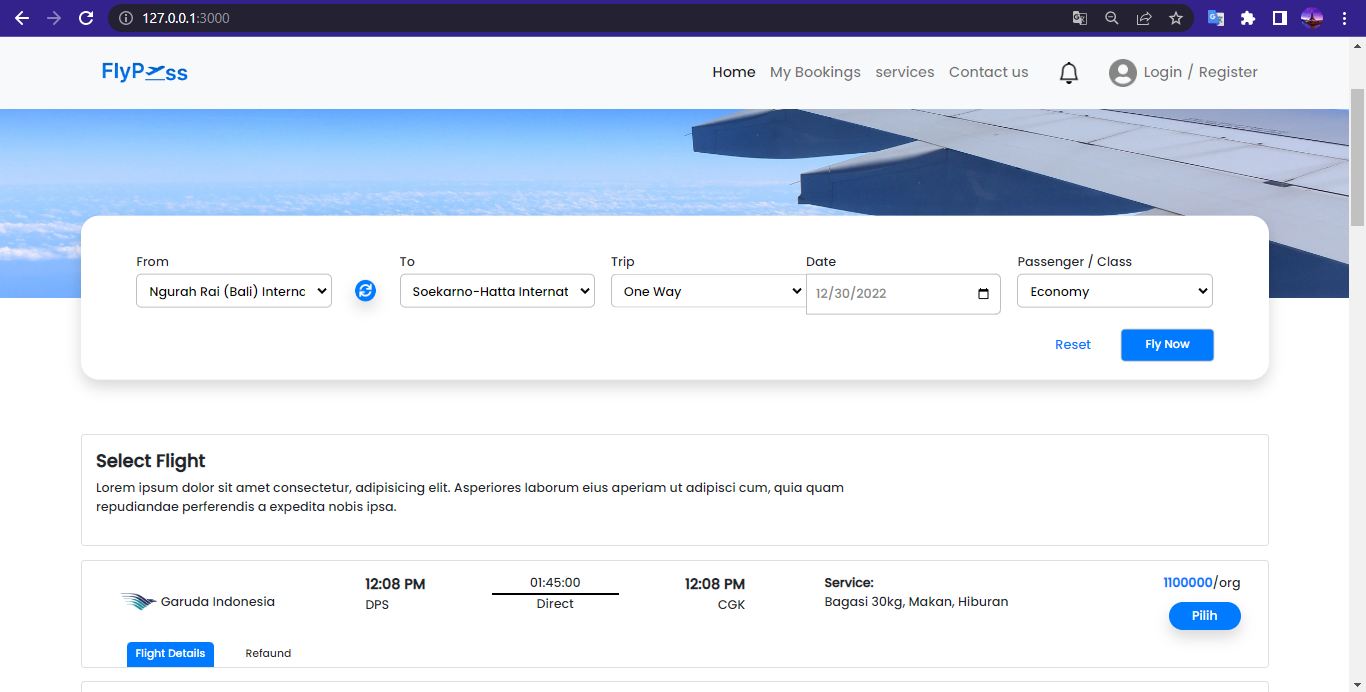 127.0.0.1:3000
FlyPass
Home My Bookings services Contact us Login / Register
From To Trip Date Passenger / Class
Ngurah Rai (Bali) Internc Soekarno-Hatta Internat One Way 12/30/2022 Economy
Reset Fly Now
Select Flight
Lorem ipsum dolor sit amet consectetur, adipisicing elit. Asperiores laborum eius aperiam ut adipisci cum, quia quam
repudiandae perferendis a expedita nobis ipsa.
12:08 PM 01:45:00 12:08 PM Service: 1100000/org
Garuda Indonesia DPS Direct CGK Bagasi 30kg, Makan, Hiburan
Pilih
Flight Details Refaund